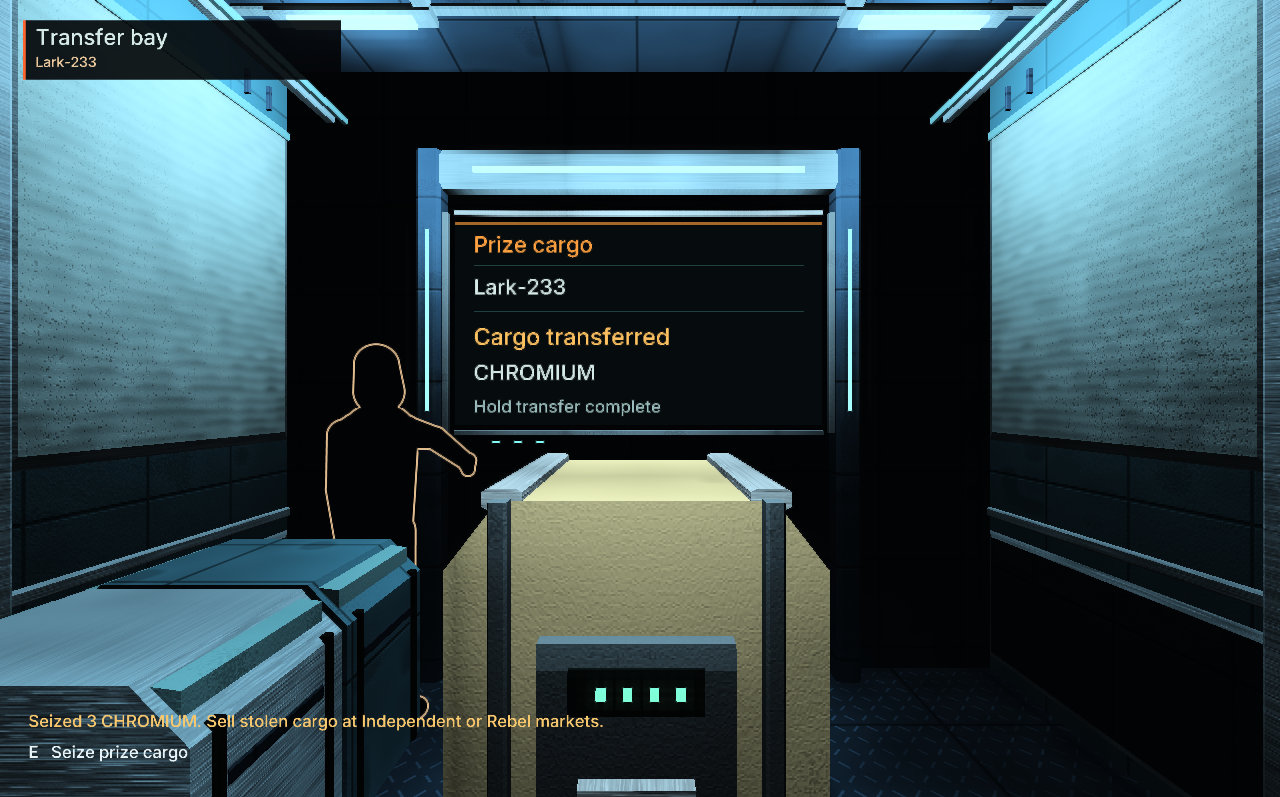 Transfer bay
Lark-233
Prize cargo
Lark-233
Cargo transferred
CHROMIUM
Hold transfer complete
Seized 3 CHROMIUM. Sell stolen cargo at Independent or Rebel markets.
E Seize prize cargo